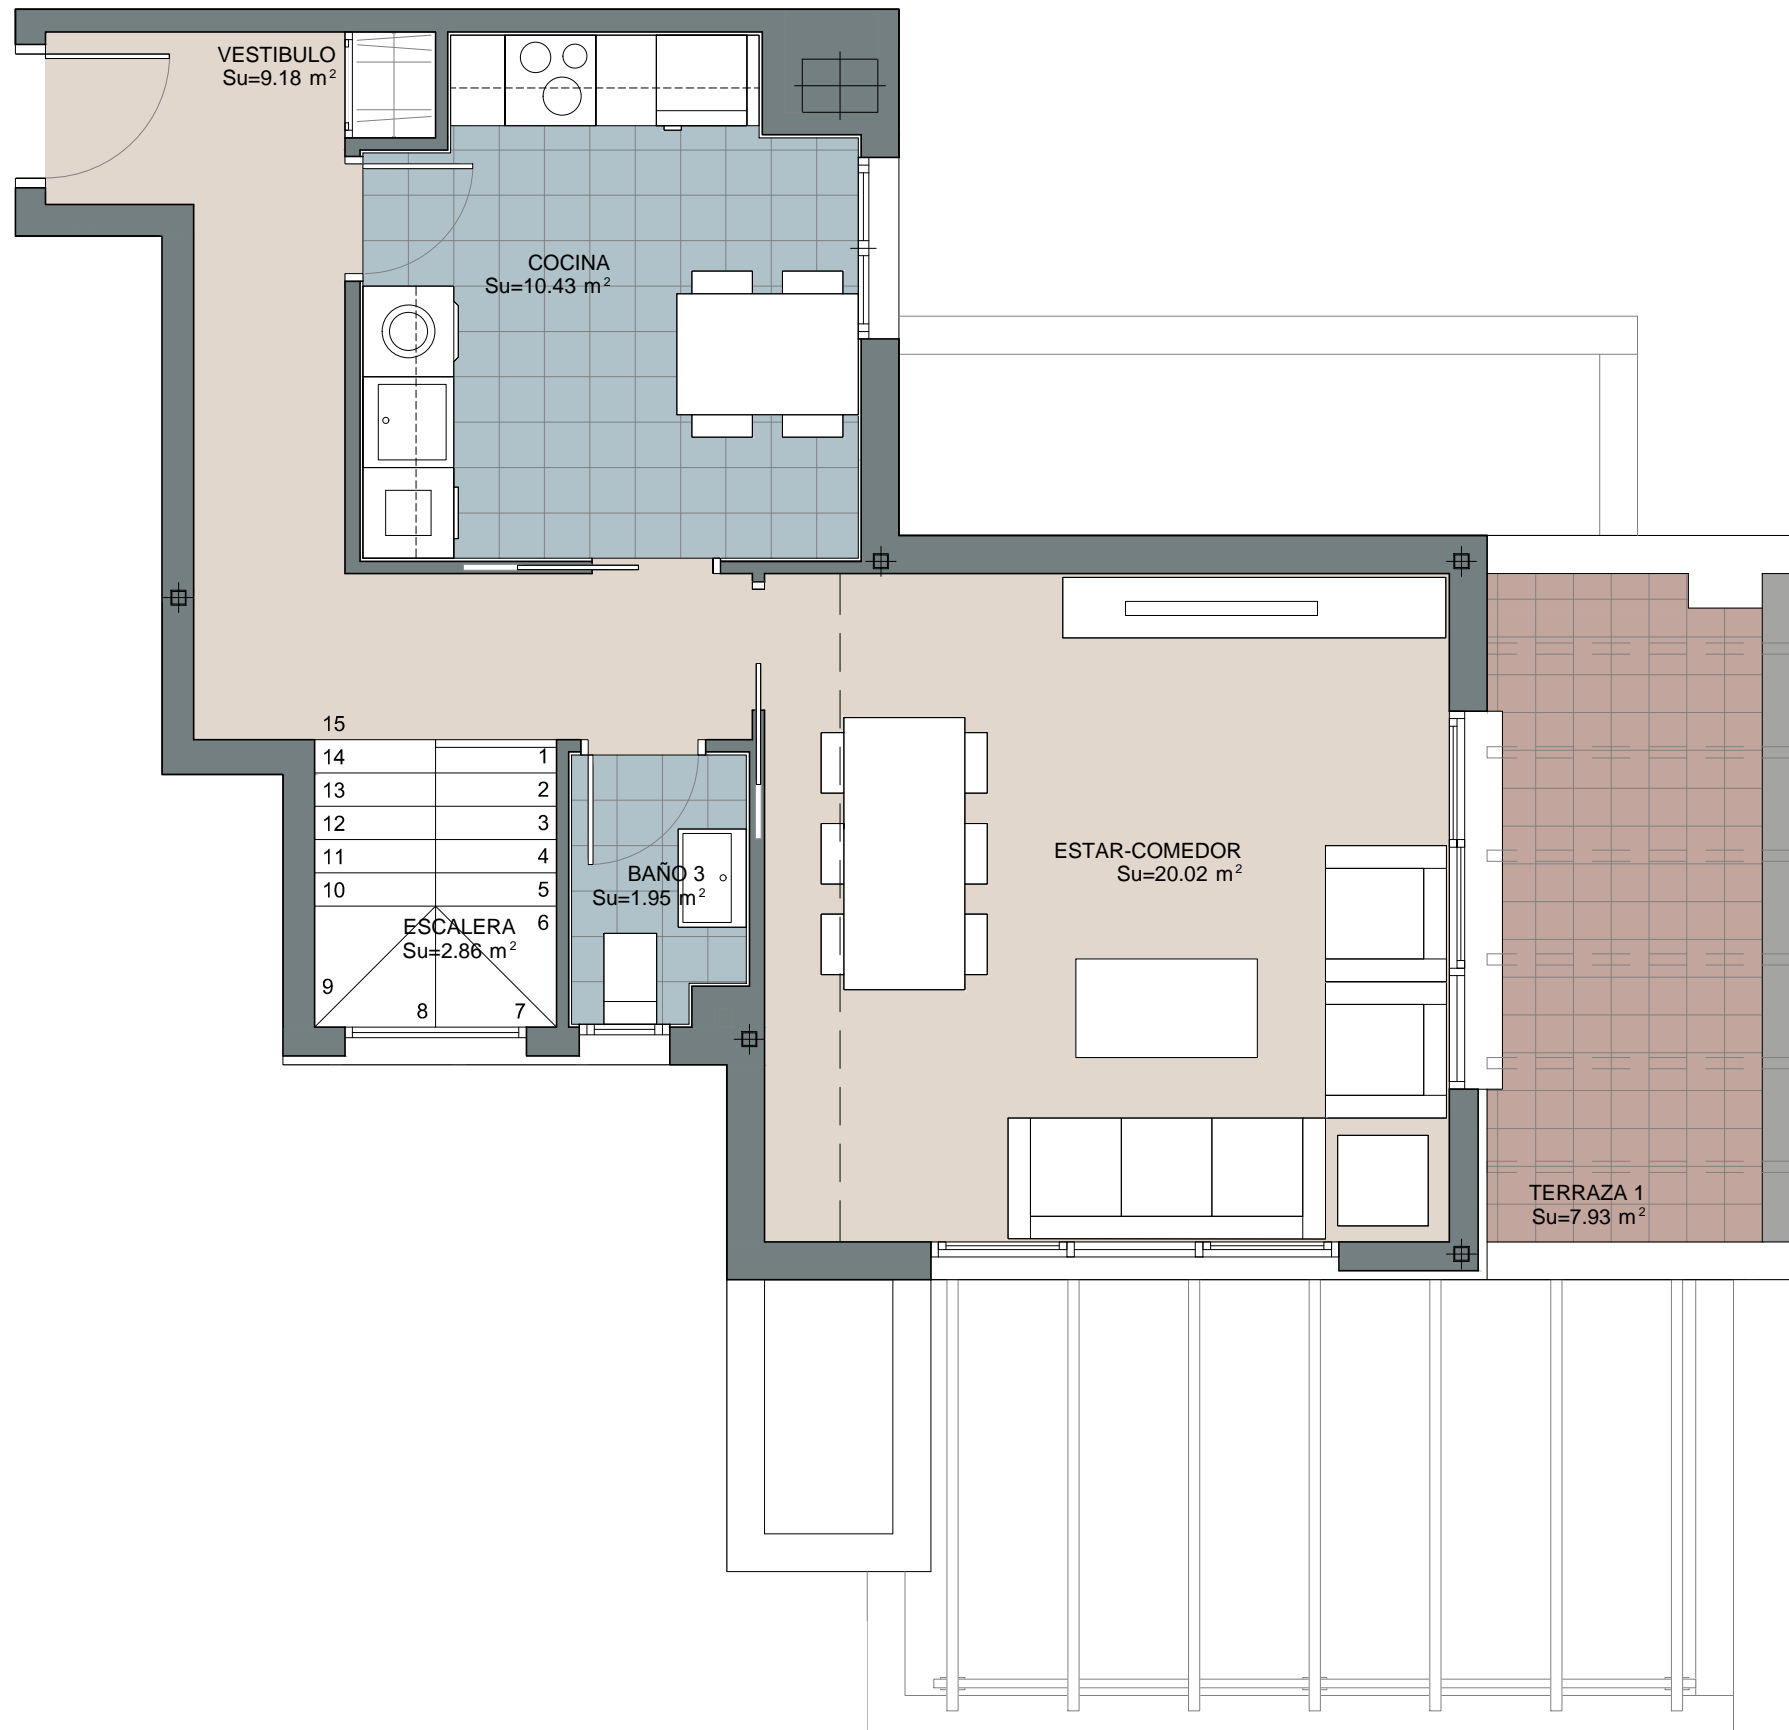 VESTIBULO
Su=9.18 m²
COCINA
Su=10.43 m²
15
14
1
13
2
12
3
11
4
10
5
6
ESCALERA
Su=2.86 m²
9
8
7
BAÑO 3
Su=1.95 m²
ESTAR-COMEDOR
Su=20.02 m²
TERRAZA 1
Su=7.93 m²